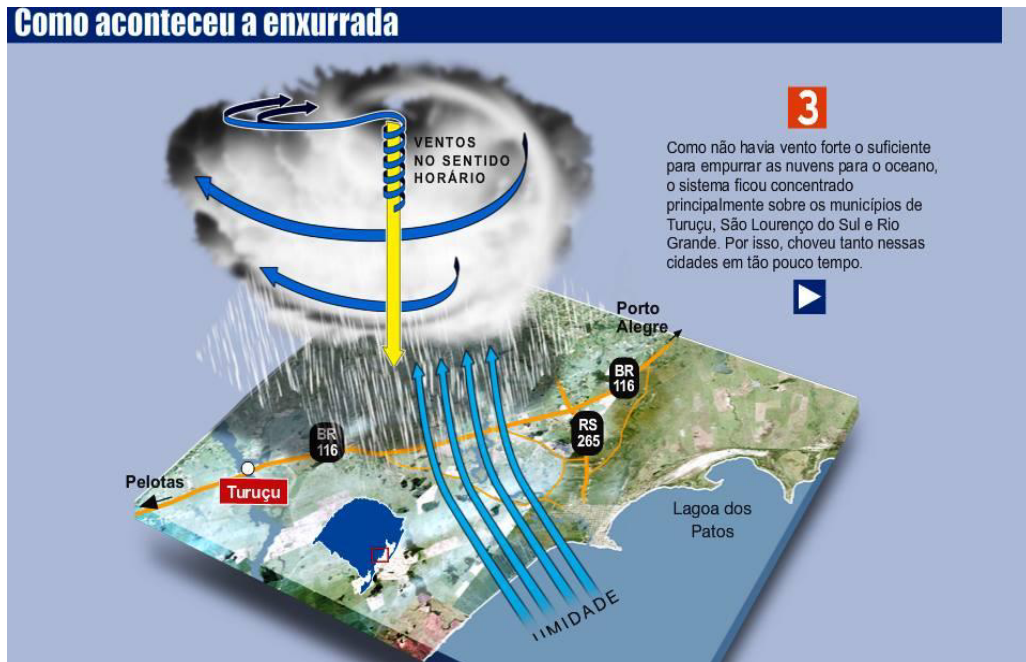 Como aconteceu a enxurrada
3
Como não havia vento forte o suficiente
para empurrar as nuvens para o oceano,
o sistema ficou concentrado
principalmente sobre os municípios de
Turuçu, São Lourenço do Sul e Rio
Grande. Por isso, choveu tanto nessas
cidades em tão pouco tempo.
VENTOS
NO SENTIDO
HORÁRIO
Porto
Alegre
BR
116
RS
265
BR
116
Pelotas
Turuçu
Lagoa dos
Patos
UMIDADE